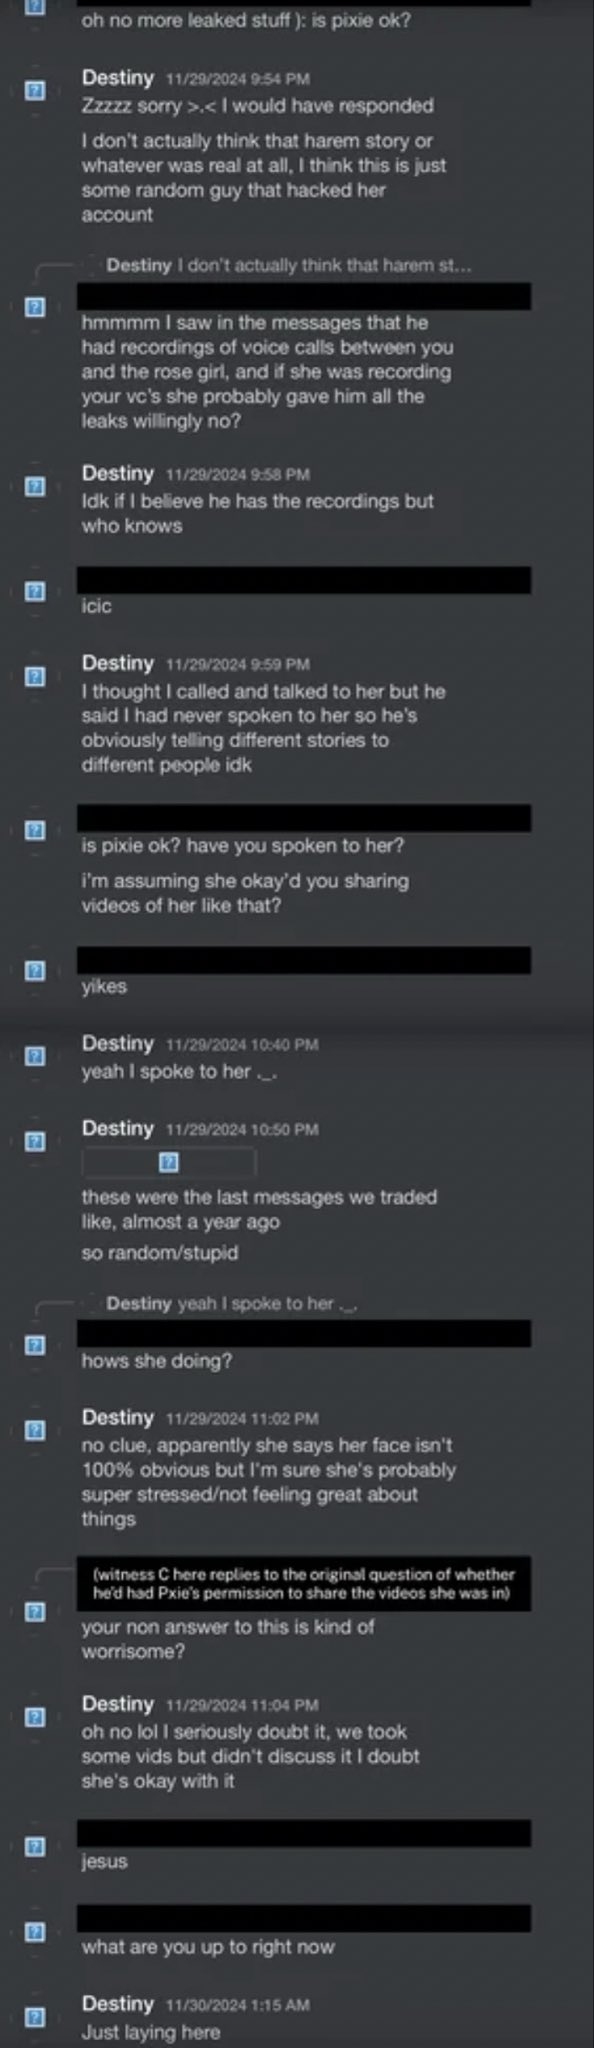 oh no more leaked stuff ): is pixie ok?
Destiny 11/29/2024 9:54 PM
Zzzzz sorry >.< I would have responded
I don't actually think that harem story or
whatever was real at all, I think this is just
some random guy that hacked her
account
Destiny I don't actually think that harem st...
hmmmm I saw in the messages that he
had recordings of voice calls between you
and the rose girl, and if she was recording
your vc's she probably gave him all the
leaks willingly no?
Destiny 11/29/2024 9:58 PM
Idk if I believe he has the recordings but
who knows
icic
Destiny 11/29/2024 9:59 PM
I thought I called and talked to her but he
said I had never spoken to her so he's
obviously telling different stories to
different people idk
is pixie ok? have you spoken to her?
i'm assuming she okay'd you sharing
videos of her like that?
yikes
Destiny 11/29/2024 10:40 PM
yeah I spoke to her ._.
Destiny 11/29/2024 10:50 PM
these were the last messages we traded
like, almost a year ago
so random/stupid
Destiny yeah I spoke to her ._.
hows she doing?
Destiny 11/29/2024 11:02 PM
no clue, apparently she says her face isn't
100% obvious but I'm sure she's probably
super stressed/not feeling great about
things
(witness C here replies to the original question of whether
he'd had Pxie's permission to share the videos she was in)
your non answer to this is kind of
worrisome?
Destiny 11/29/2024 11:04 PM
oh no lol I seriously doubt it, we took
some vids but didn't discuss it I doubt
she's okay with it
jesus
what are you up to right now
Destiny 11/30/2024 1:15 AM
Just laying here